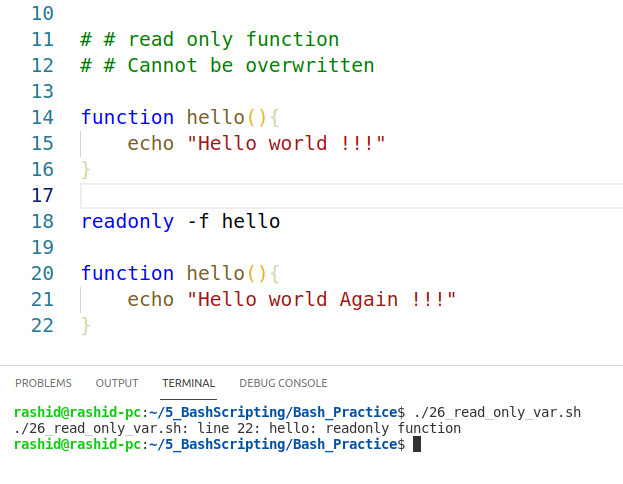 10
11 # # read only function
12 # # Cannot be overwritten
13
14 function hello(){
15 echo "Hello world !!!"
16 }
17
18 readonly -f hello
19
20 function hello(){
21 echo "Hello world Again !!!"
22 }
PROBLEMS OUTPUT TERMINAL DEBUG CONSOLE
rashid@rashid-pc:~/5_BashScripting/Bash_Practice$ ./26_read_only_var.sh
./26_read_only_var.sh: line 22: hello: readonly function
rashid@rashid-pc:~/5_BashScripting/Bash_Practice$